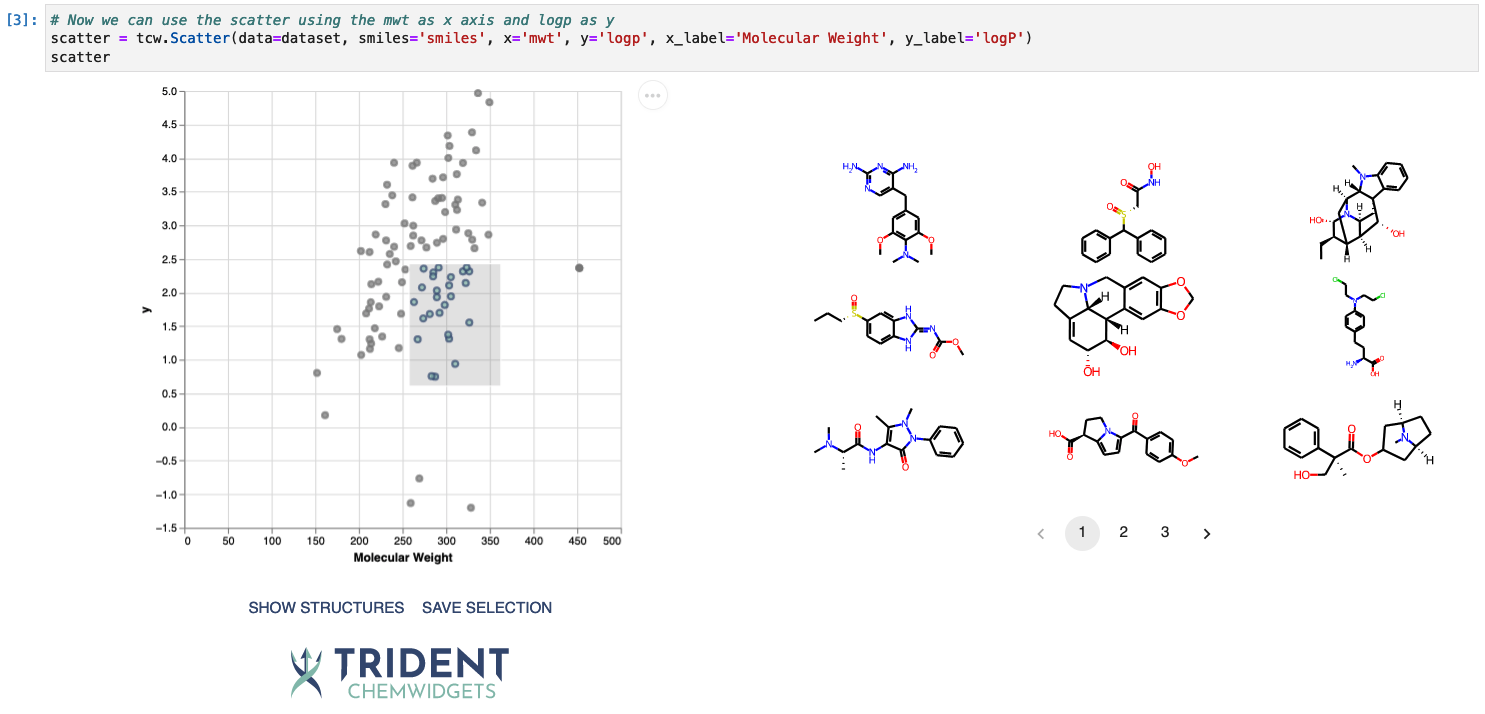 [3]: # Now we can use the scatter using the mwt as x axis and logp as y
scatter = tcw.Scatter(data=dataset, smiles='smiles', x='mwt', y='logp', x_label='Molecular Weight', y_label='logP')
scatter
5.0
4.5
4.0
3.5
3.0
2.5
2.0
1.5
1.0
0.5
0.0
−0.5
−1.0
−1.5
y
0 50 100 150 200 250 300 350 400 450 500
Molecular Weight
H2N N NH2
N
O O
N
OH
O NH
O
S
N
H H
H
HO N
OH
H
H
O
S
H
N
N
N
H
O
O
N
H
O
O
H
OH
OH
Cl
Cl
N
H2N
O
OH
N
O
N
H
N
N
O
HO
O
N
O
O
O
O
HO
H
N
H
‹ 1 2 3 ›
SHOW STRUCTURES SAVE SELECTION
TRIDENT
CHEMWIDGETS